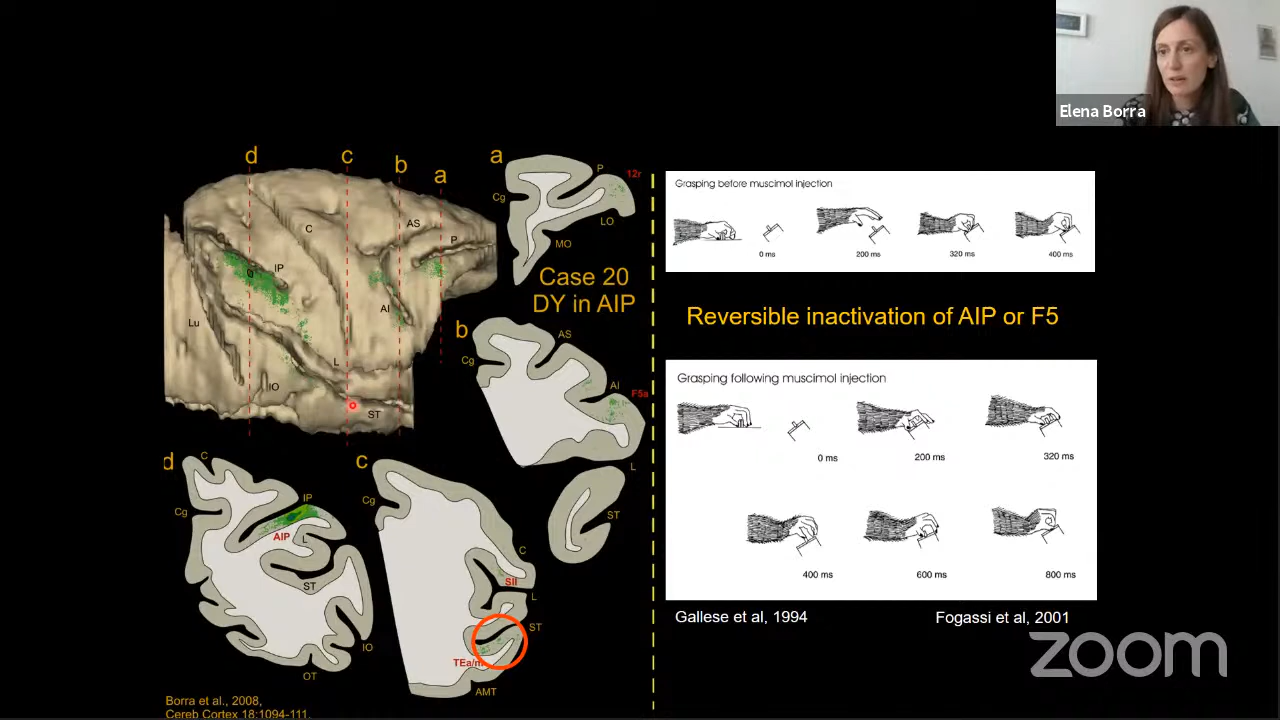 Elena Borra
d
c
b
a
C
AS
P
IP
AI
Lu
L
IO
ST
a
P
12r
Cg
LO
MO
Case 20
DY in AIP
b
AS
Cg
AI
F5a
L
ST
d
C
IP
Cg
AIP
L
ST
IO
OT
c
Cg
C
SII
L
ST
TEa/m
AMT
Borra et al., 2008,
Cereb Cortex 18:1094-111.
Grasping before muscimol injection
0 ms
200 ms
320 ms
400 ms
Reversible inactivation of AIP or F5
Grasping following muscimol injection
0 ms
200 ms
320 ms
400 ms
600 ms
800 ms
Gallese et al, 1994
Fogassi et al, 2001
zoom